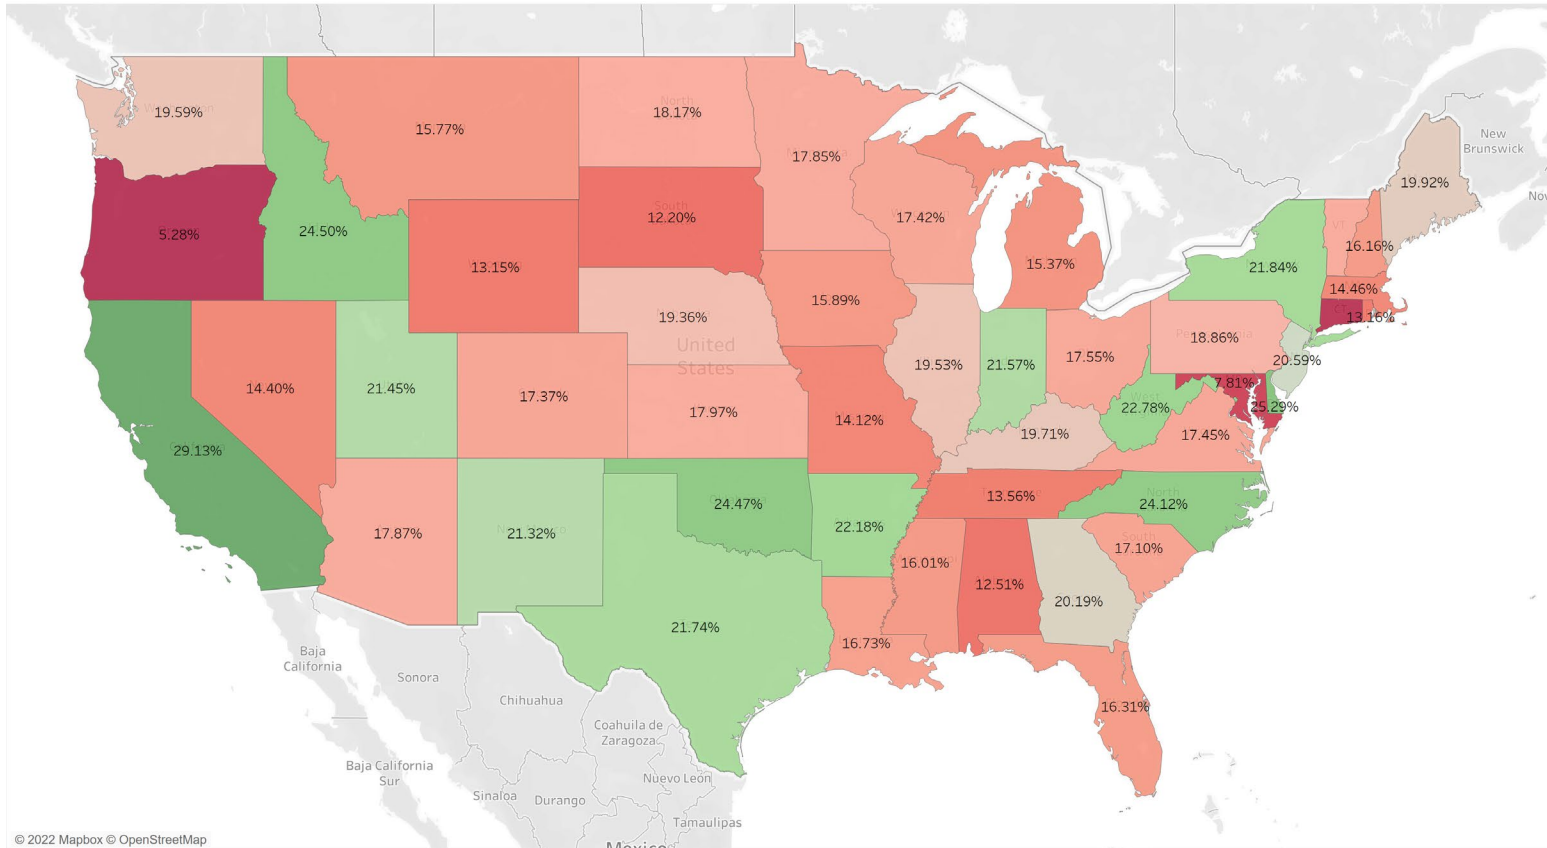 19.59%
15.77%
18.17%
17.85%
5.28%
24.50%
13.15%
12.20%
17.42%
15.37%
New
Brunswick
19.92%
16.16%
21.84%
14.46%
13.16%
15.89%
19.36%
United
States
29.13%
14.40%
21.45%
17.37%
17.97%
14.12%
19.53%
21.57%
17.55%
18.86%
20.59%
7.81%
25.29%
22.78%
17.45%
19.71%
24.12%
17.87%
21.32%
24.47%
22.18%
13.56%
16.01%
12.51%
20.19%
17.10%
21.74%
16.73%
16.31%
Baja
California
Sonora
Chihuahua
Coahuila de
Zaragoza
Baja California
Sur
Sinaloa
Durango
Nuevo León
Tamaulipas
Mexico
© 2022 Mapbox © OpenStreetMap